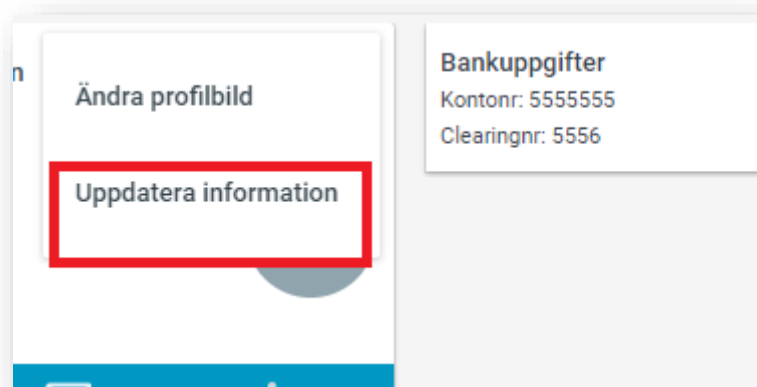 n
Ändra profilbild
Uppdatera information
Bankuppgifter
Kontonr: 5555555
Clearingnr: 5556